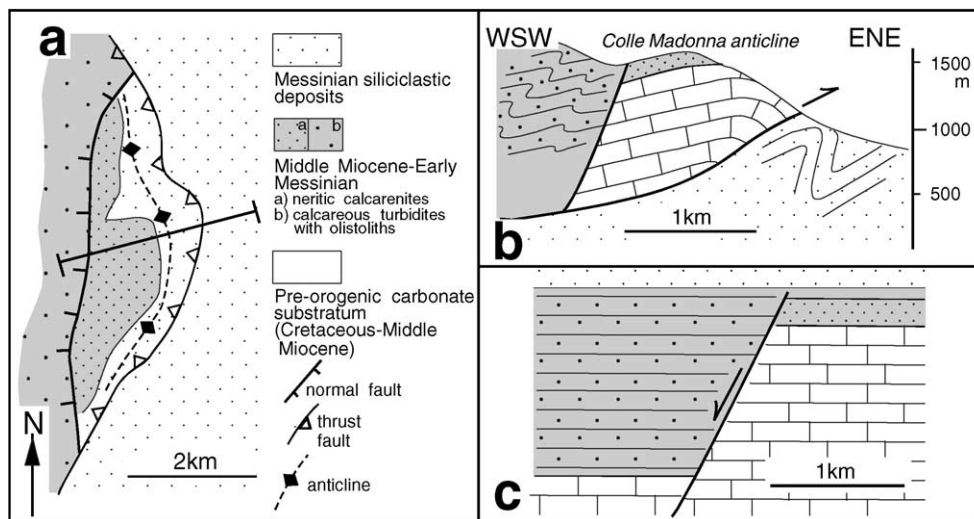 a
Messinian siliciclastic
deposits
a b
Middle Miocene-Early
Messinian
a) neritic calcarenites
b) calcareous turbidites
with olistoliths
Pre-orogenic carbonate
substratum
(Cretaceous-Middle
Miocene)
normal fault
thrust
fault
anticline
N
2km
WSW
Colle Madonna anticline
ENE
1500
m
1000
500
1km
b
1km
c